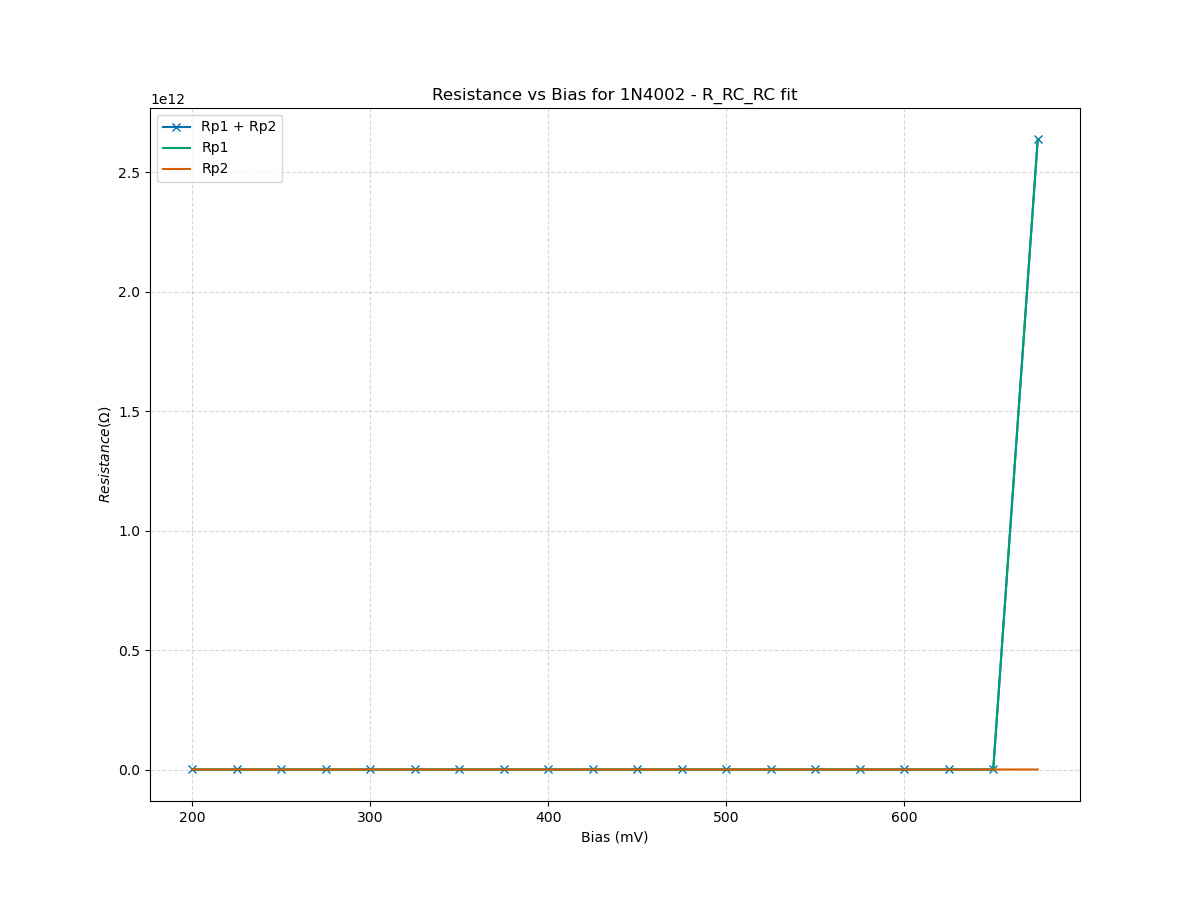 Resistance vs Bias for 1N4002 - R_RC_RC fit
1e12
Rp1 + Rp2
Rp1
Rp2
2.5
2.0
1.5
1.0
0.5
0.0
Resistance(Ω)
200 300 400 500 600
Bias (mV)